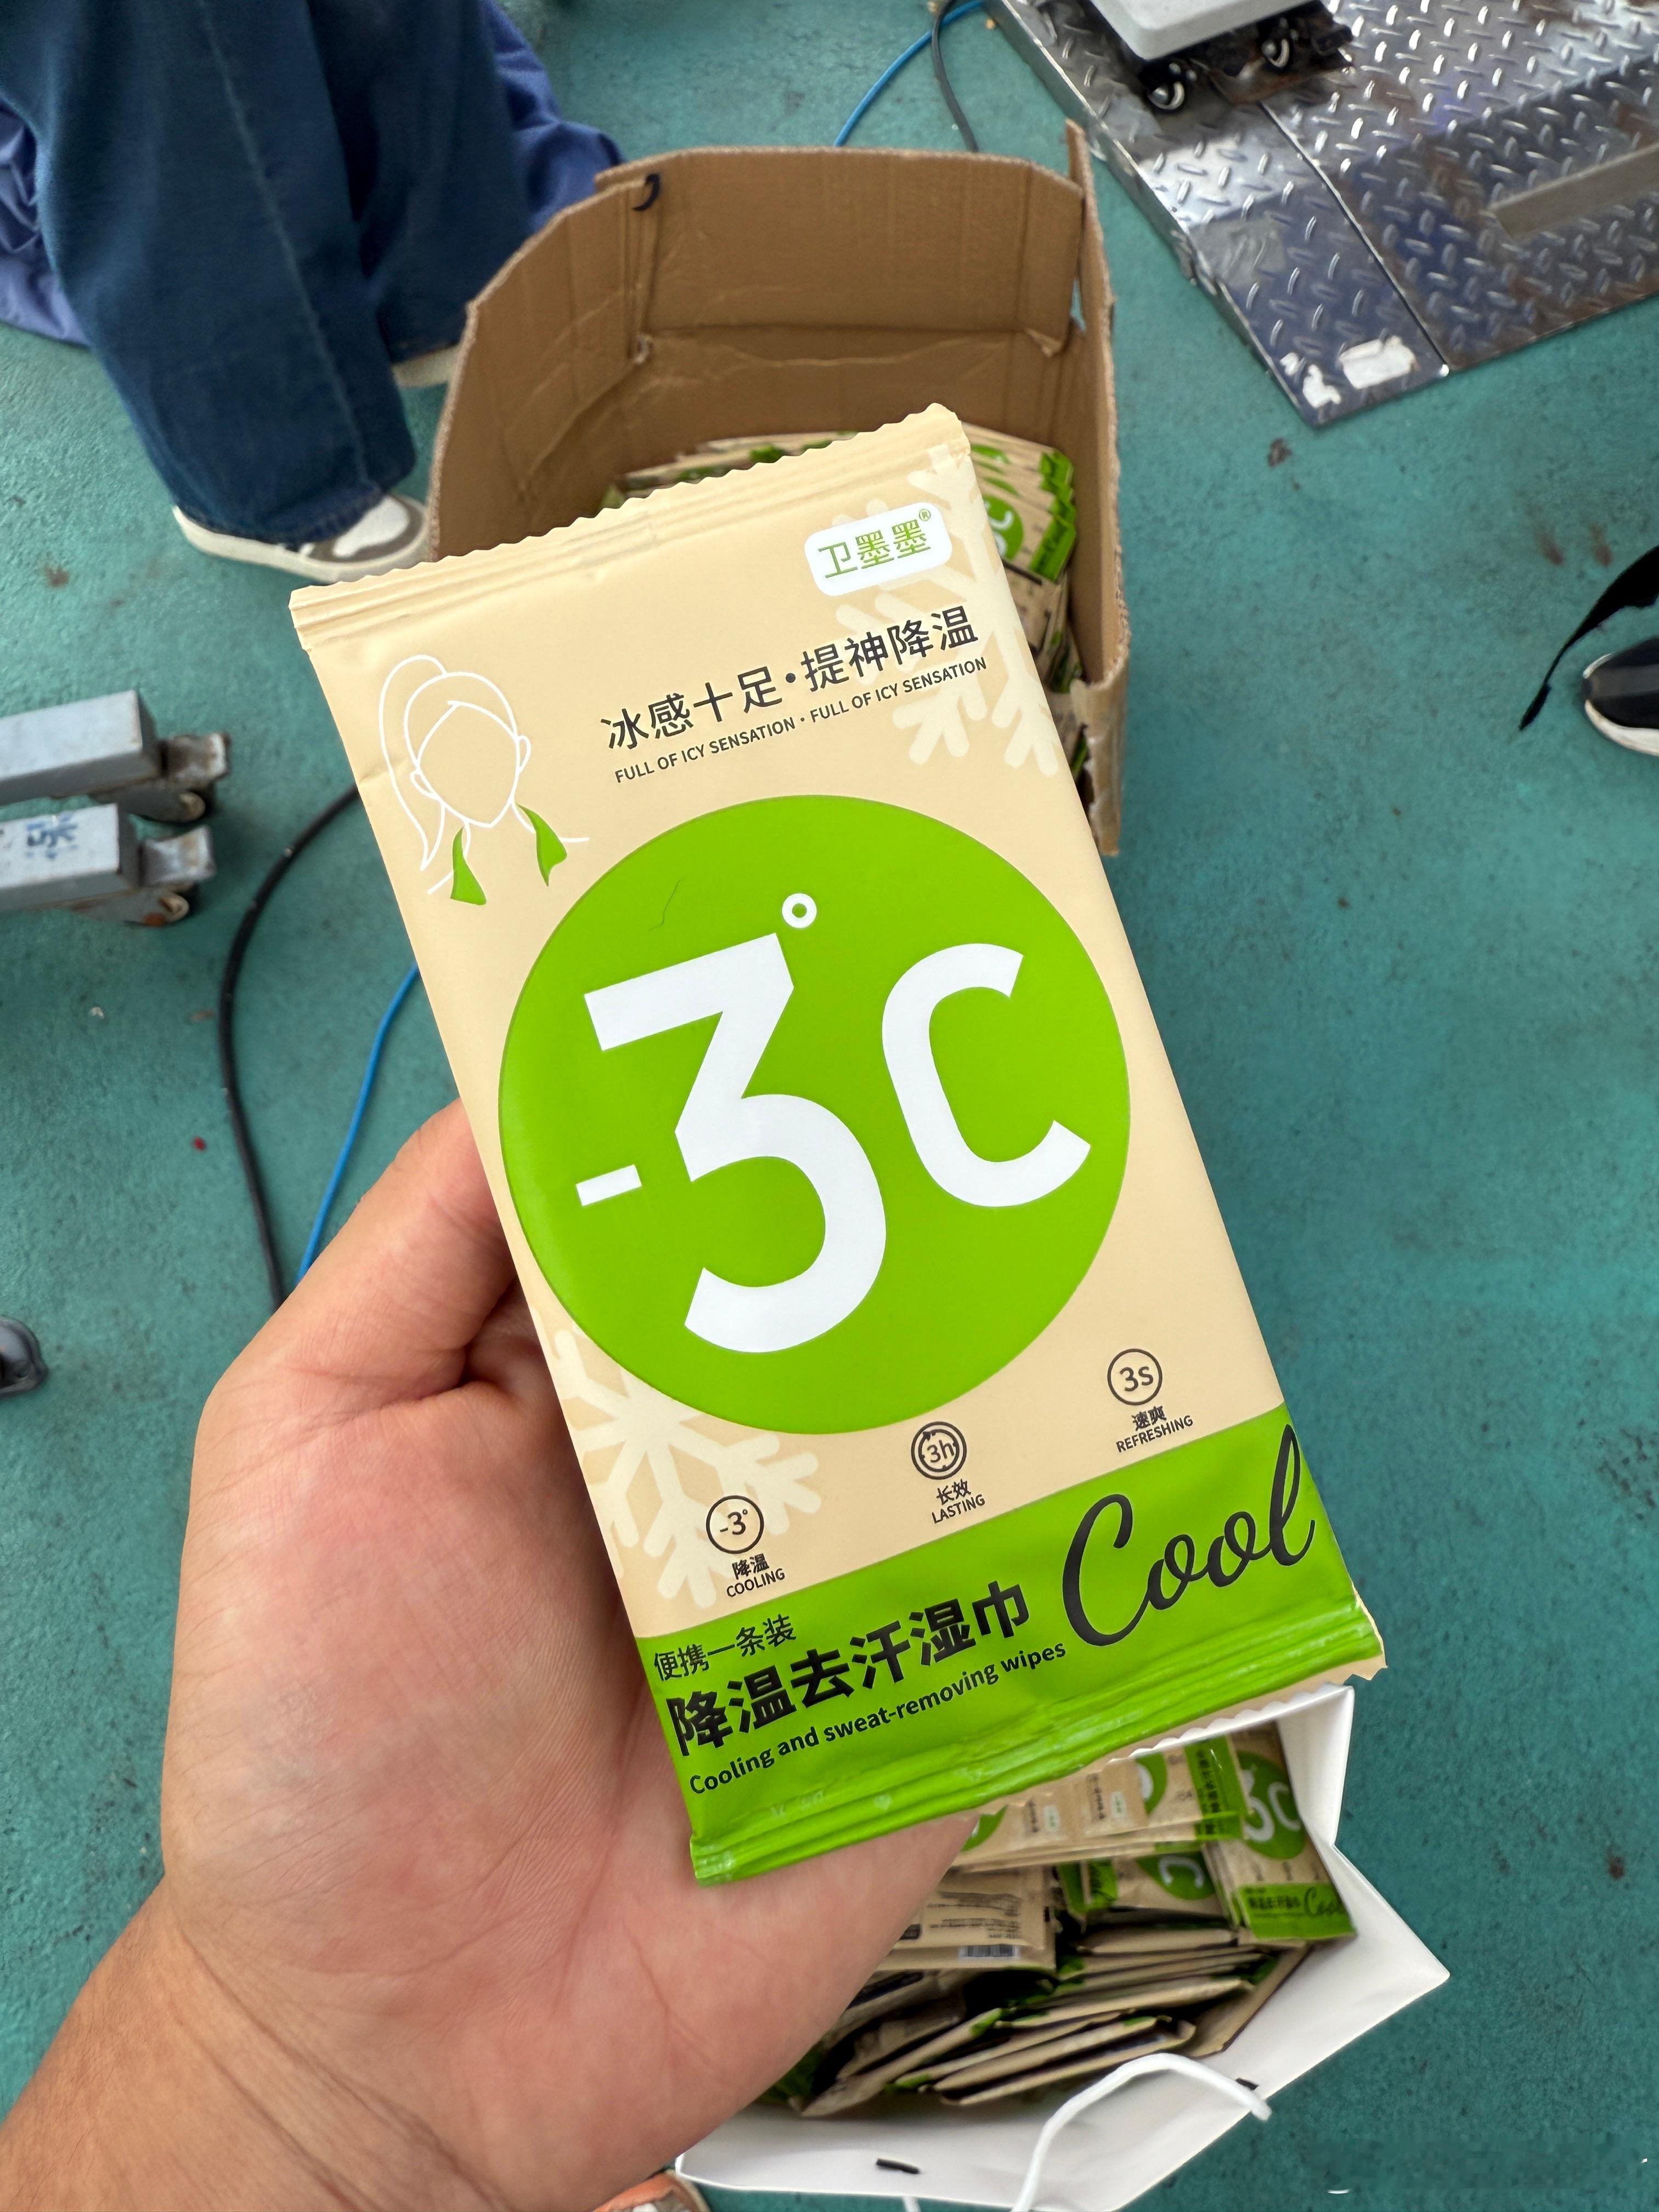 卫墨墨®
冰感十足·提神降温
FULL OF ICY SENSATION · FULL OF ICY SENSATION
-3°C
3s
速爽
REFRESHING
3h
长效
LASTING
-3°
降温
COOLING
便携一条装
降温去汗湿巾
Cooling and sweat-removing wipes
Cool
3C
Cool